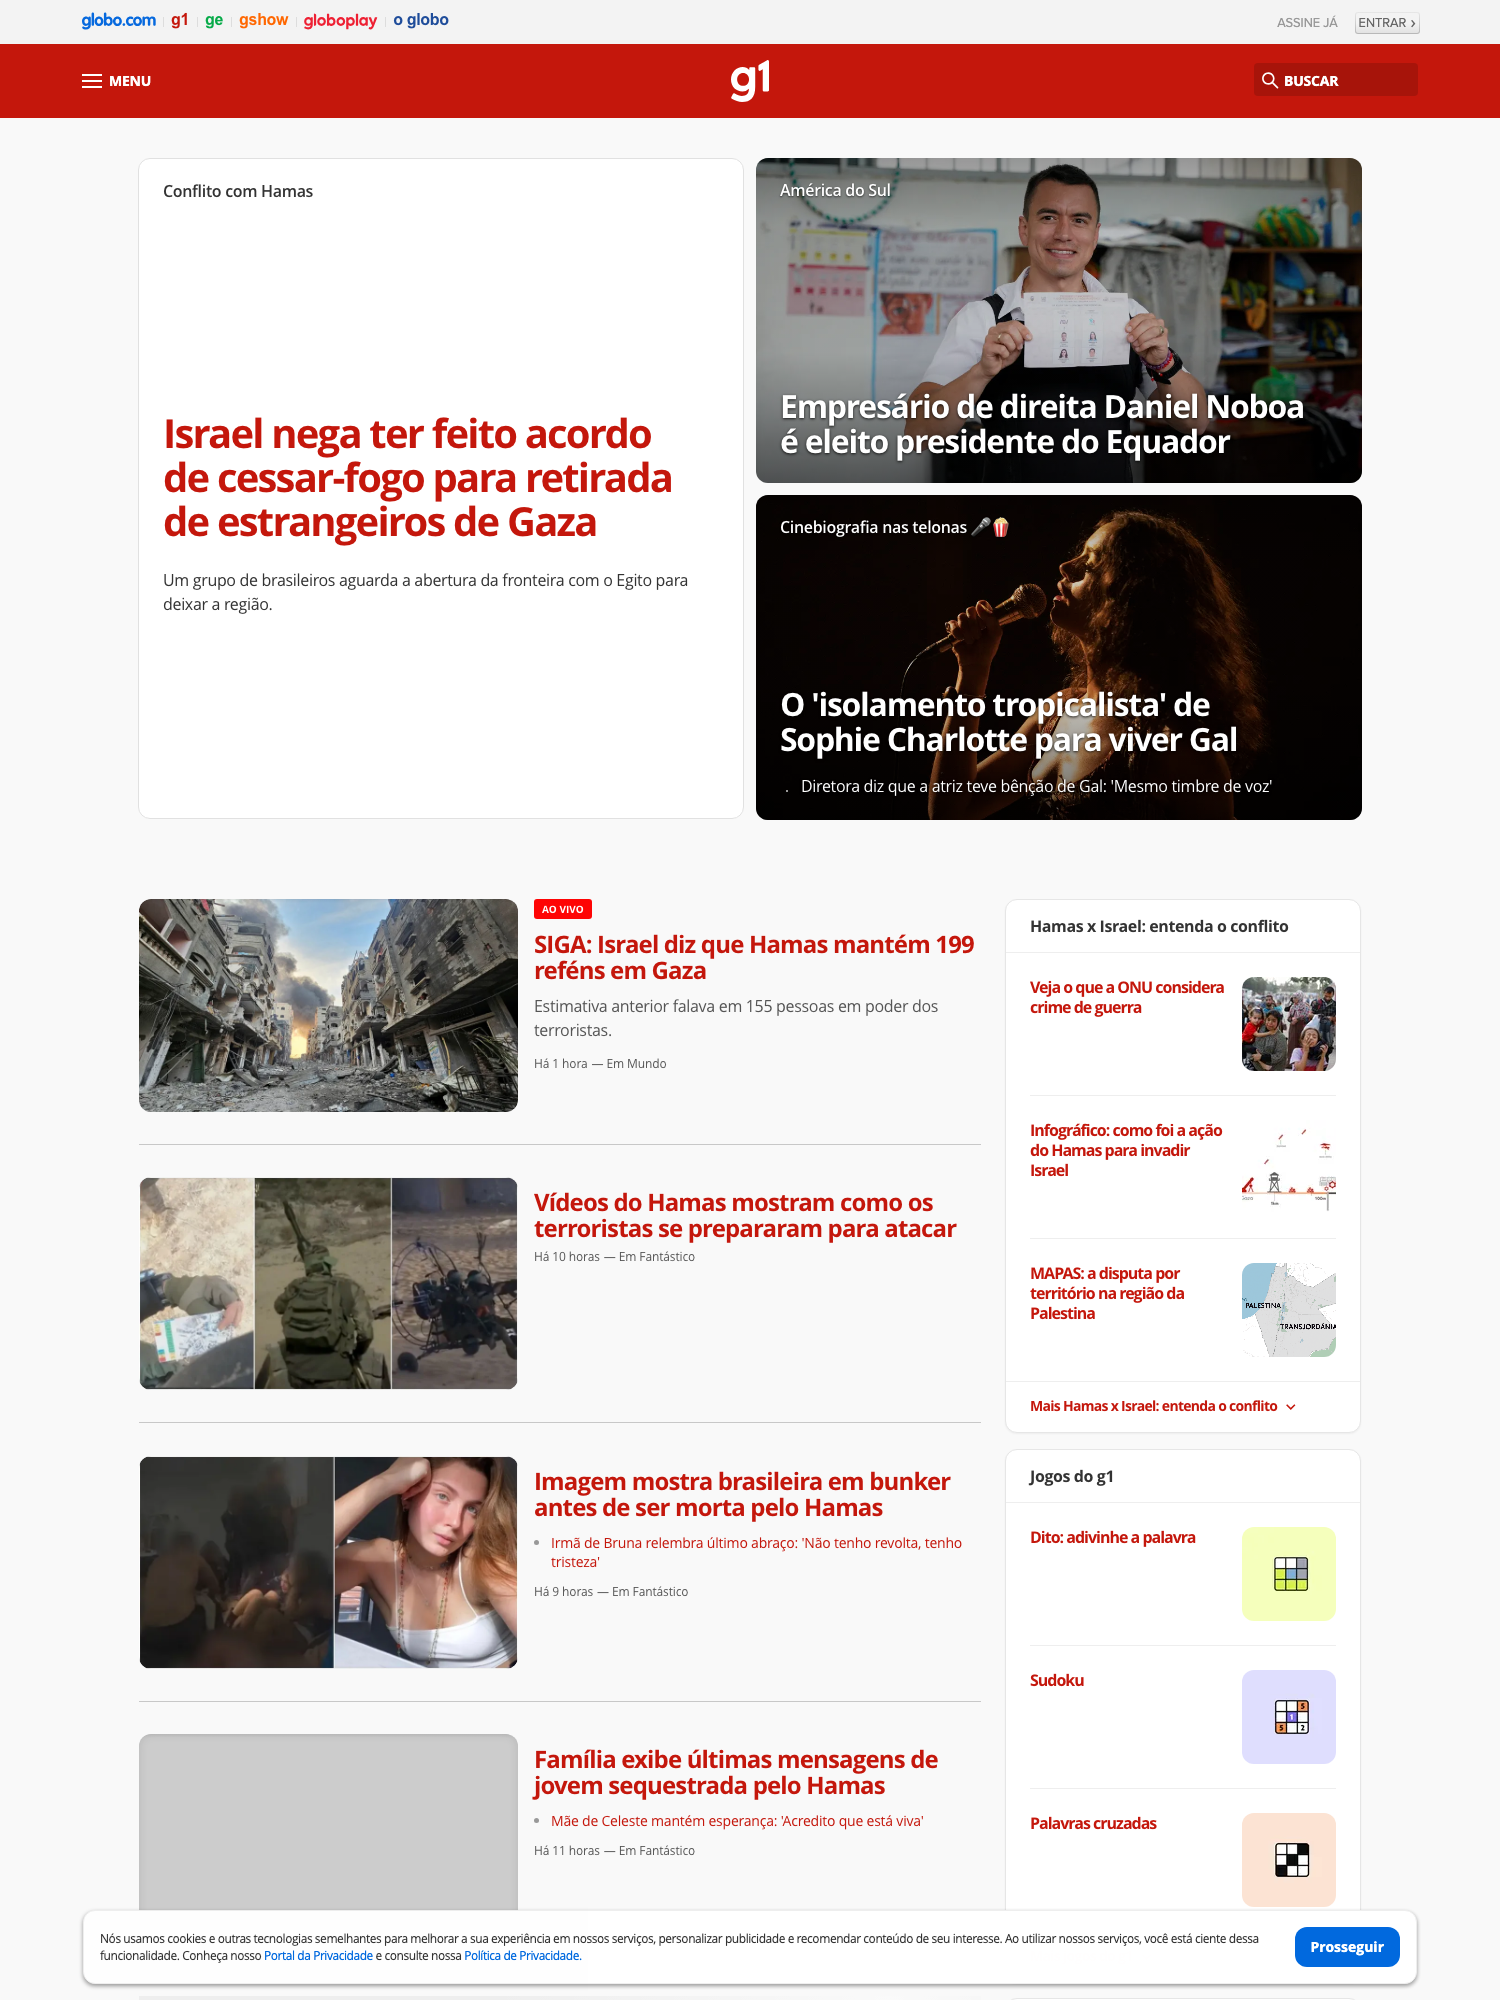 globo.com g1 ge gshow globoplay o globo
ASSINE JÁ ENTRAR ›
MENU
g1
BUSCAR
Conflito com Hamas
Israel nega ter feito acordo
de cessar-fogo para retirada
de estrangeiros de Gaza
Um grupo de brasileiros aguarda a abertura da fronteira com o Egito para
deixar a região.
América do Sul
Empresário de direita Daniel Noboa
é eleito presidente do Equador
Cinebiografia nas telonas 🎤🍿
O 'isolamento tropicalista' de
Sophie Charlotte para viver Gal
. Diretora diz que a atriz teve bênção de Gal: 'Mesmo timbre de voz'
AO VIVO
SIGA: Israel diz que Hamas mantém 199
reféns em Gaza
Estimativa anterior falava em 155 pessoas em poder dos
terroristas.
Há 1 hora — Em Mundo
Vídeos do Hamas mostram como os
terroristas se prepararam para atacar
Há 10 horas — Em Fantástico
Imagem mostra brasileira em bunker
antes de ser morta pelo Hamas
• Irmã de Bruna relembra último abraço: 'Não tenho revolta, tenho
tristeza'
Há 9 horas — Em Fantástico
Família exibe últimas mensagens de
jovem sequestrada pelo Hamas
• Mãe de Celeste mantém esperança: 'Acredito que está viva'
Há 11 horas — Em Fantástico
Hamas x Israel: entenda o conflito
Veja o que a ONU considera
crime de guerra
Infográfico: como foi a ação
do Hamas para invadir
Israel
MAPAS: a disputa por
território na região da
Palestina
PALESTINA
TRANSJORDÂNIA
Mais Hamas x Israel: entenda o conflito
Jogos do g1
Dito: adivinhe a palavra
Sudoku
5
1
5 2
Palavras cruzadas
Nós usamos cookies e outras tecnologias semelhantes para melhorar a sua experiência em nossos serviços, personalizar publicidade e recomendar conteúdo de seu interesse. Ao utilizar nossos serviços, você está ciente dessa
funcionalidade. Conheça nosso Portal da Privacidade e consulte nossa Política de Privacidade.
Prosseguir